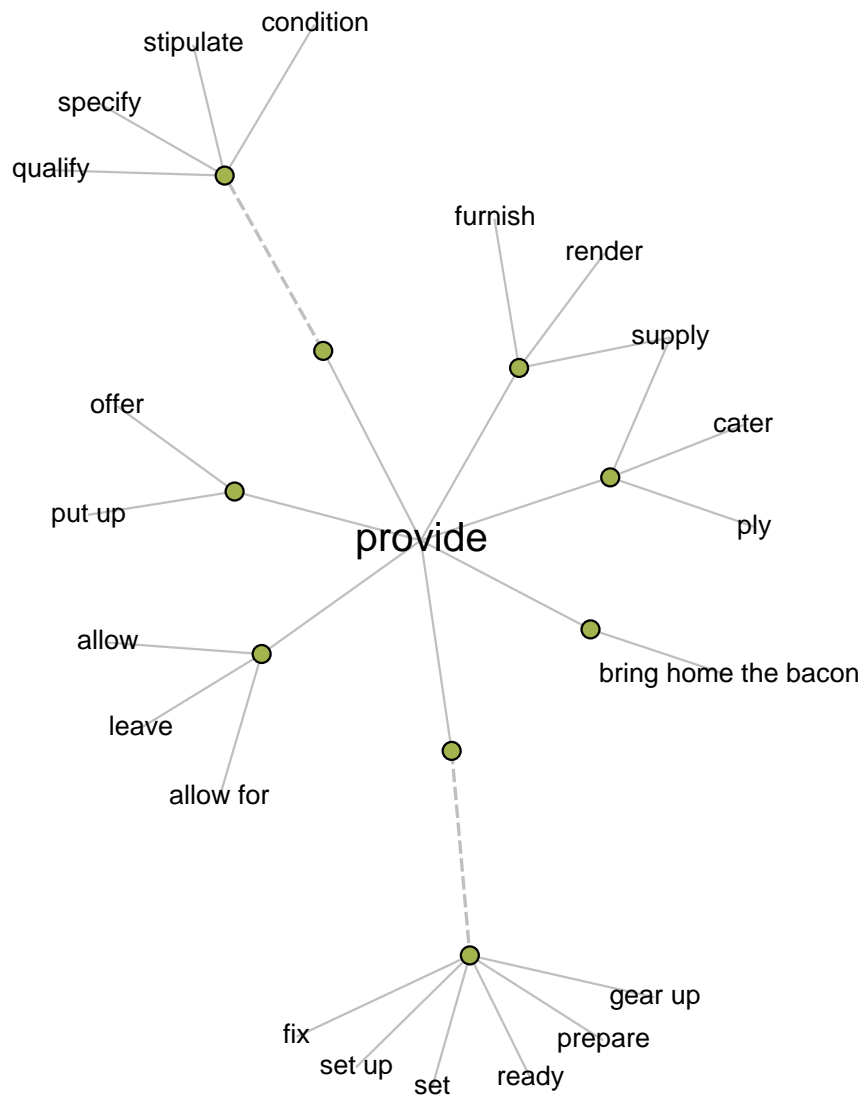 condition
stipulate
specify
qualify
furnish
render
supply
offer
cater
put up
ply
provide
allow
bring home the bacon
leave
allow for
gear up
fix
prepare
set up
ready
set